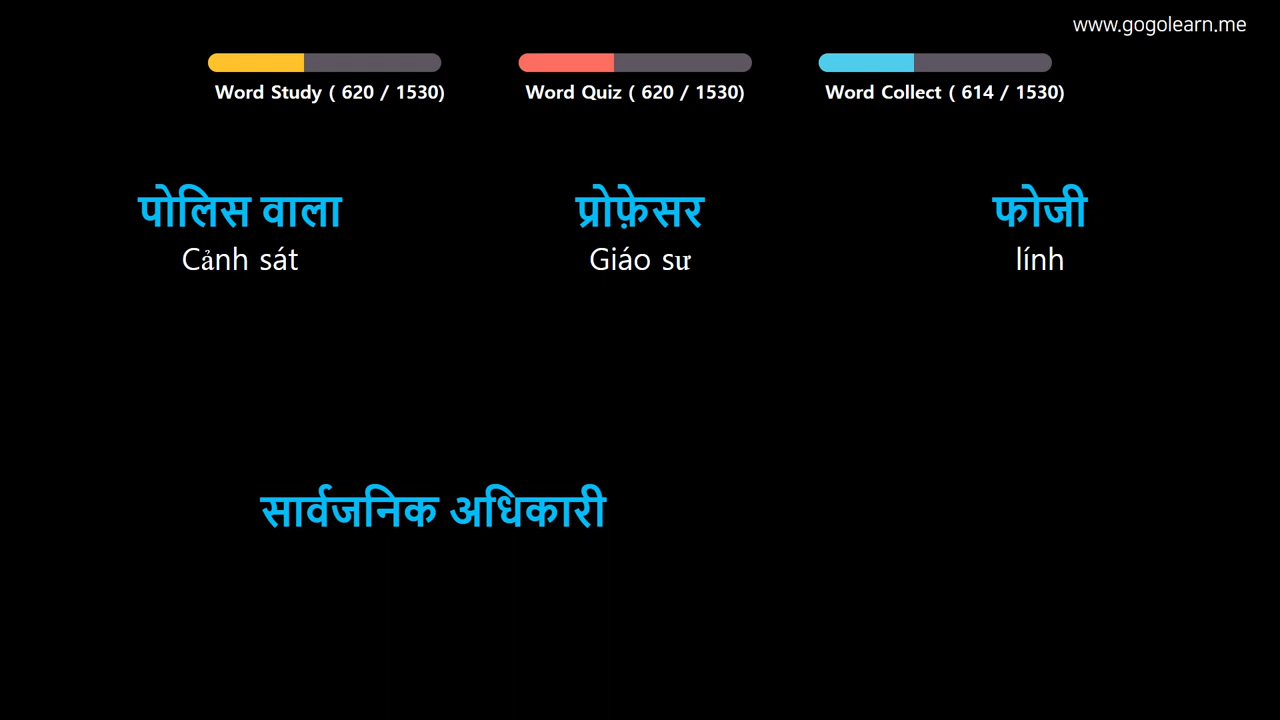 www.gogolearn.me
Word Study ( 620 / 1530)
Word Quiz ( 620 / 1530)
Word Collect ( 614 / 1530)
पोलिस वाला
प्रोफ़ेसर
फोजी
Cảnh sát
Giáo sư
lính
सार्वजनिक अधिकारी